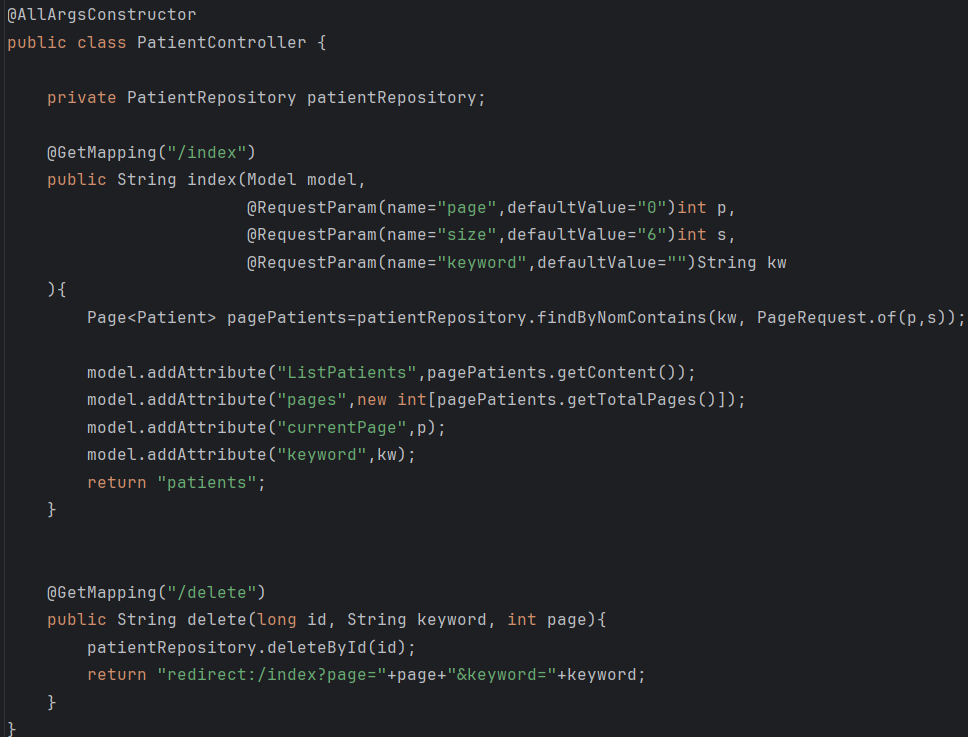 @AllArgsConstructor
public class PatientController {
private PatientRepository patientRepository;
@GetMapping("/index")
public String index(Model model,
@RequestParam(name="page",defaultValue="0")int p,
@RequestParam(name="size",defaultValue="6")int s,
@RequestParam(name="keyword",defaultValue="")String kw
){
Page<Patient> pagePatients=patientRepository.findByNomContains(kw, PageRequest.of(p,s));
model.addAttribute("ListPatients",pagePatients.getContent());
model.addAttribute("pages",new int[pagePatients.getTotalPages()]);
model.addAttribute("currentPage",p);
model.addAttribute("keyword",kw);
return "patients";
}
@GetMapping("/delete")
public String delete(long id, String keyword, int page){
patientRepository.deleteById(id);
return "redirect:/index?page="+page+"&keyword="+keyword;
}
}